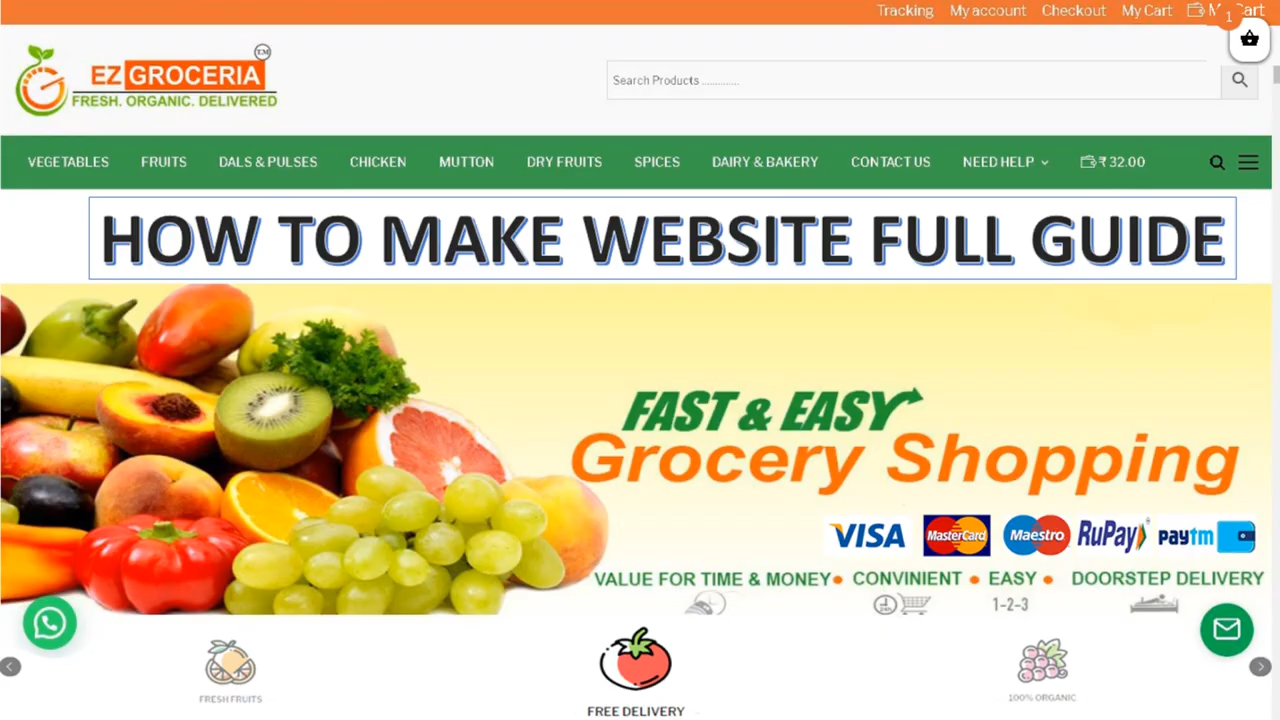 Tracking My account Checkout My Cart My Cart
1
TM
EZ GROCERIA
FRESH. ORGANIC. DELIVERED
Search Products ..............
VEGETABLES FRUITS DALS & PULSES CHICKEN MUTTON DRY FRUITS SPICES DAIRY & BAKERY CONTACT US NEED HELP ₹ 32.00
HOW TO MAKE WEBSITE FULL GUIDE
FAST & EASY
Grocery Shopping
VISA MasterCard Maestro RuPay paytm
VALUE FOR TIME & MONEY • CONVINIENT • EASY • DOORSTEP DELIVERY
24H 1-2-3
FRESH FRUITS
FREE DELIVERY
100% ORGANIC